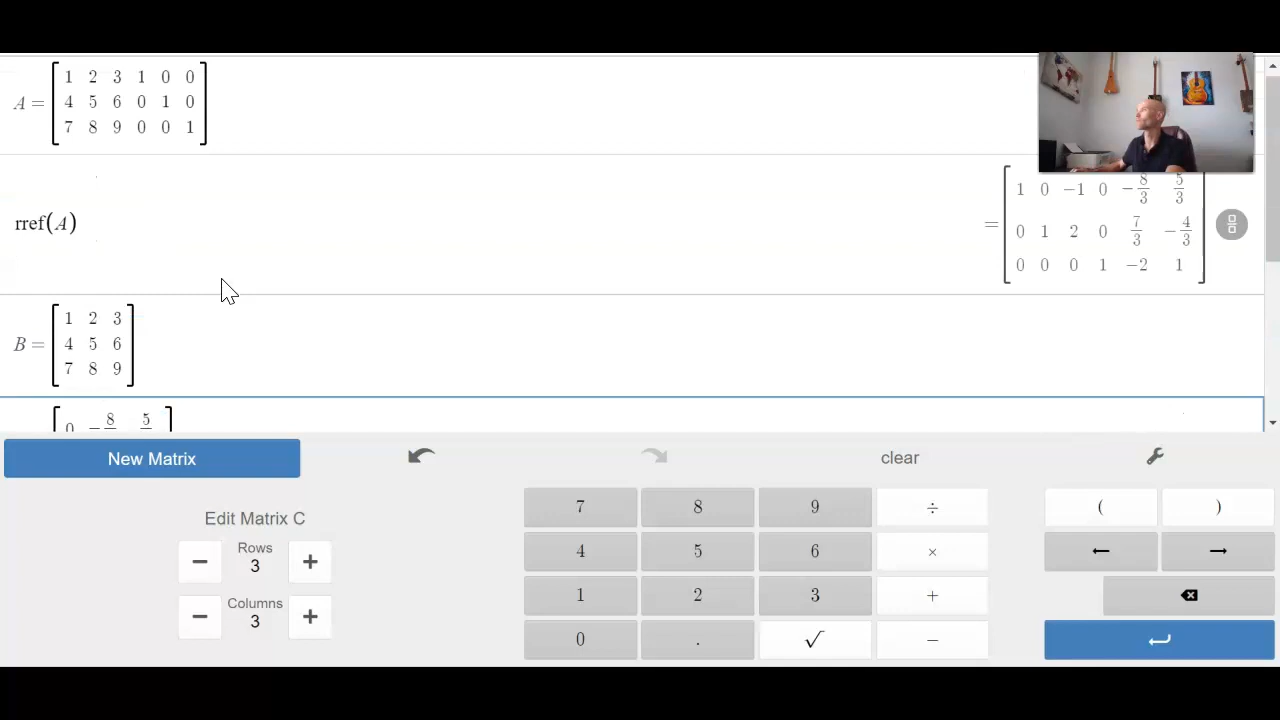 A = [ 1 2 3 1 0 0
4 5 6 0 1 0
7 8 9 0 0 1 ]
rref(A)
= [ 1 0 −1 0 −8/3 5/3
0 1 2 0 7/3 −4/3
0 0 0 1 −2 1 ]
B = [ 1 2 3
4 5 6
7 8 9 ]
0 −8 5
New Matrix
clear
Edit Matrix C
− Rows 3 +
− Columns 3 +
7 8 9 ÷ ( )
4 5 6 × ← →
1 2 3 +
0 . √ −